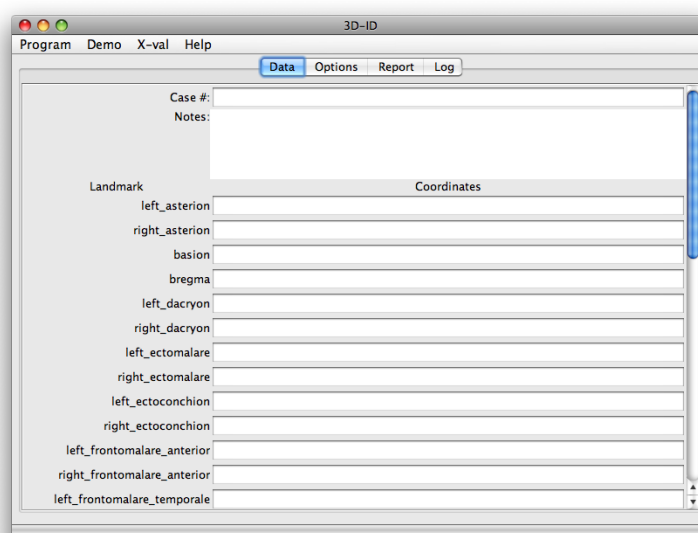 3D-ID
Program Demo X-val Help
Data Options Report Log
Case #:
Notes:
Landmark Coordinates
left_asterion
right_asterion
basion
bregma
left_dacryon
right_dacryon
left_ectomalare
right_ectomalare
left_ectoconchion
right_ectoconchion
left_frontomalare_anterior
right_frontomalare_anterior
left_frontomalare_temporale